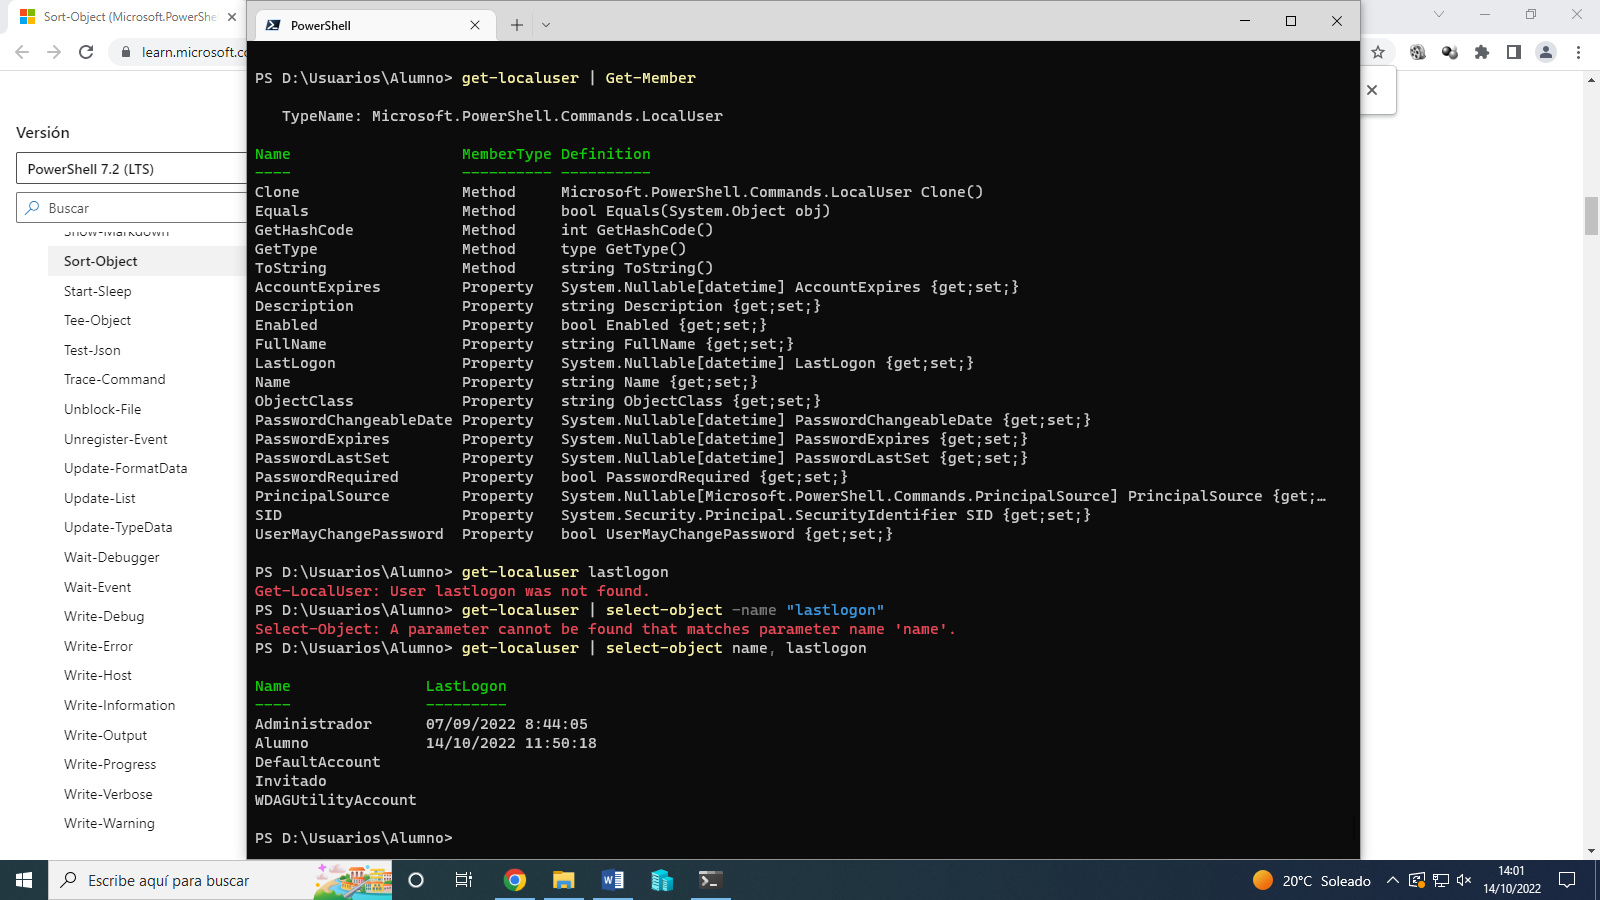 Sort-Object (Microsoft.PowerShe
PowerShell
learn.microsoft.co
Versión
PowerShell 7.2 (LTS)
Buscar
Show-Markdown
Sort-Object
Start-Sleep
Tee-Object
Test-Json
Trace-Command
Unblock-File
Unregister-Event
Update-FormatData
Update-List
Update-TypeData
Wait-Debugger
Wait-Event
Write-Debug
Write-Error
Write-Host
Write-Information
Write-Output
Write-Progress
Write-Verbose
Write-Warning
PS D:\Usuarios\Alumno> get-localuser | Get-Member
TypeName: Microsoft.PowerShell.Commands.LocalUser
Name MemberType Definition
---- ---------- ----------
Clone Method Microsoft.PowerShell.Commands.LocalUser Clone()
Equals Method bool Equals(System.Object obj)
GetHashCode Method int GetHashCode()
GetType Method type GetType()
ToString Method string ToString()
AccountExpires Property System.Nullable[datetime] AccountExpires {get;set;}
Description Property string Description {get;set;}
Enabled Property bool Enabled {get;set;}
FullName Property string FullName {get;set;}
LastLogon Property System.Nullable[datetime] LastLogon {get;set;}
Name Property string Name {get;set;}
ObjectClass Property string ObjectClass {get;set;}
PasswordChangeableDate Property System.Nullable[datetime] PasswordChangeableDate {get;set;}
PasswordExpires Property System.Nullable[datetime] PasswordExpires {get;set;}
PasswordLastSet Property System.Nullable[datetime] PasswordLastSet {get;set;}
PasswordRequired Property bool PasswordRequired {get;set;}
PrincipalSource Property System.Nullable[Microsoft.PowerShell.Commands.PrincipalSource] PrincipalSource {get;…
SID Property System.Security.Principal.SecurityIdentifier SID {get;set;}
UserMayChangePassword Property bool UserMayChangePassword {get;set;}
PS D:\Usuarios\Alumno> get-localuser lastlogon
Get-LocalUser: User lastlogon was not found.
PS D:\Usuarios\Alumno> get-localuser | select-object -name "lastlogon"
Select-Object: A parameter cannot be found that matches parameter name 'name'.
PS D:\Usuarios\Alumno> get-localuser | select-object name, lastlogon
Name LastLogon
---- ---------
Administrador 07/09/2022 8:44:05
Alumno 14/10/2022 11:50:18
DefaultAccount
Invitado
WDAGUtilityAccount
PS D:\Usuarios\Alumno>
Escribe aquí para buscar
20°C Soleado
14:01
14/10/2022